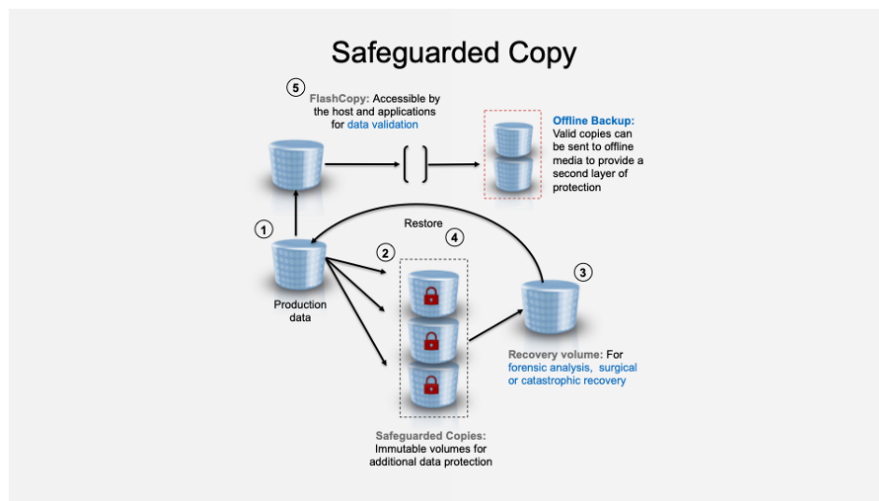 Safeguarded Copy
5
FlashCopy: Accessible by
the host and applications
for data validation
Offline Backup:
Valid copies can
be sent to offline
media to provide a
second layer of
protection
1
Production
data
Restore
2
4
3
Recovery volume: For
forensic analysis, surgical
or catastrophic recovery
Safeguarded Copies:
Immutable volumes for
additional data protection